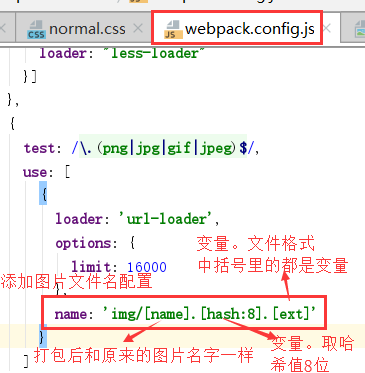 normal.css
webpack.config.js
loader: "less-loader"
}]
},
{
test: /\.(png|jpg|gif|jpeg)$/,
use: [
{
loader: 'url-loader',
options: {
变量。文件格式
limit: 16000
中括号里的都是变量
添加图片文件名配置
},
name: 'img/[name].[hash:8].[ext]'
}
打包后和原来的图片名字一样
变量。取哈
希值8位
]